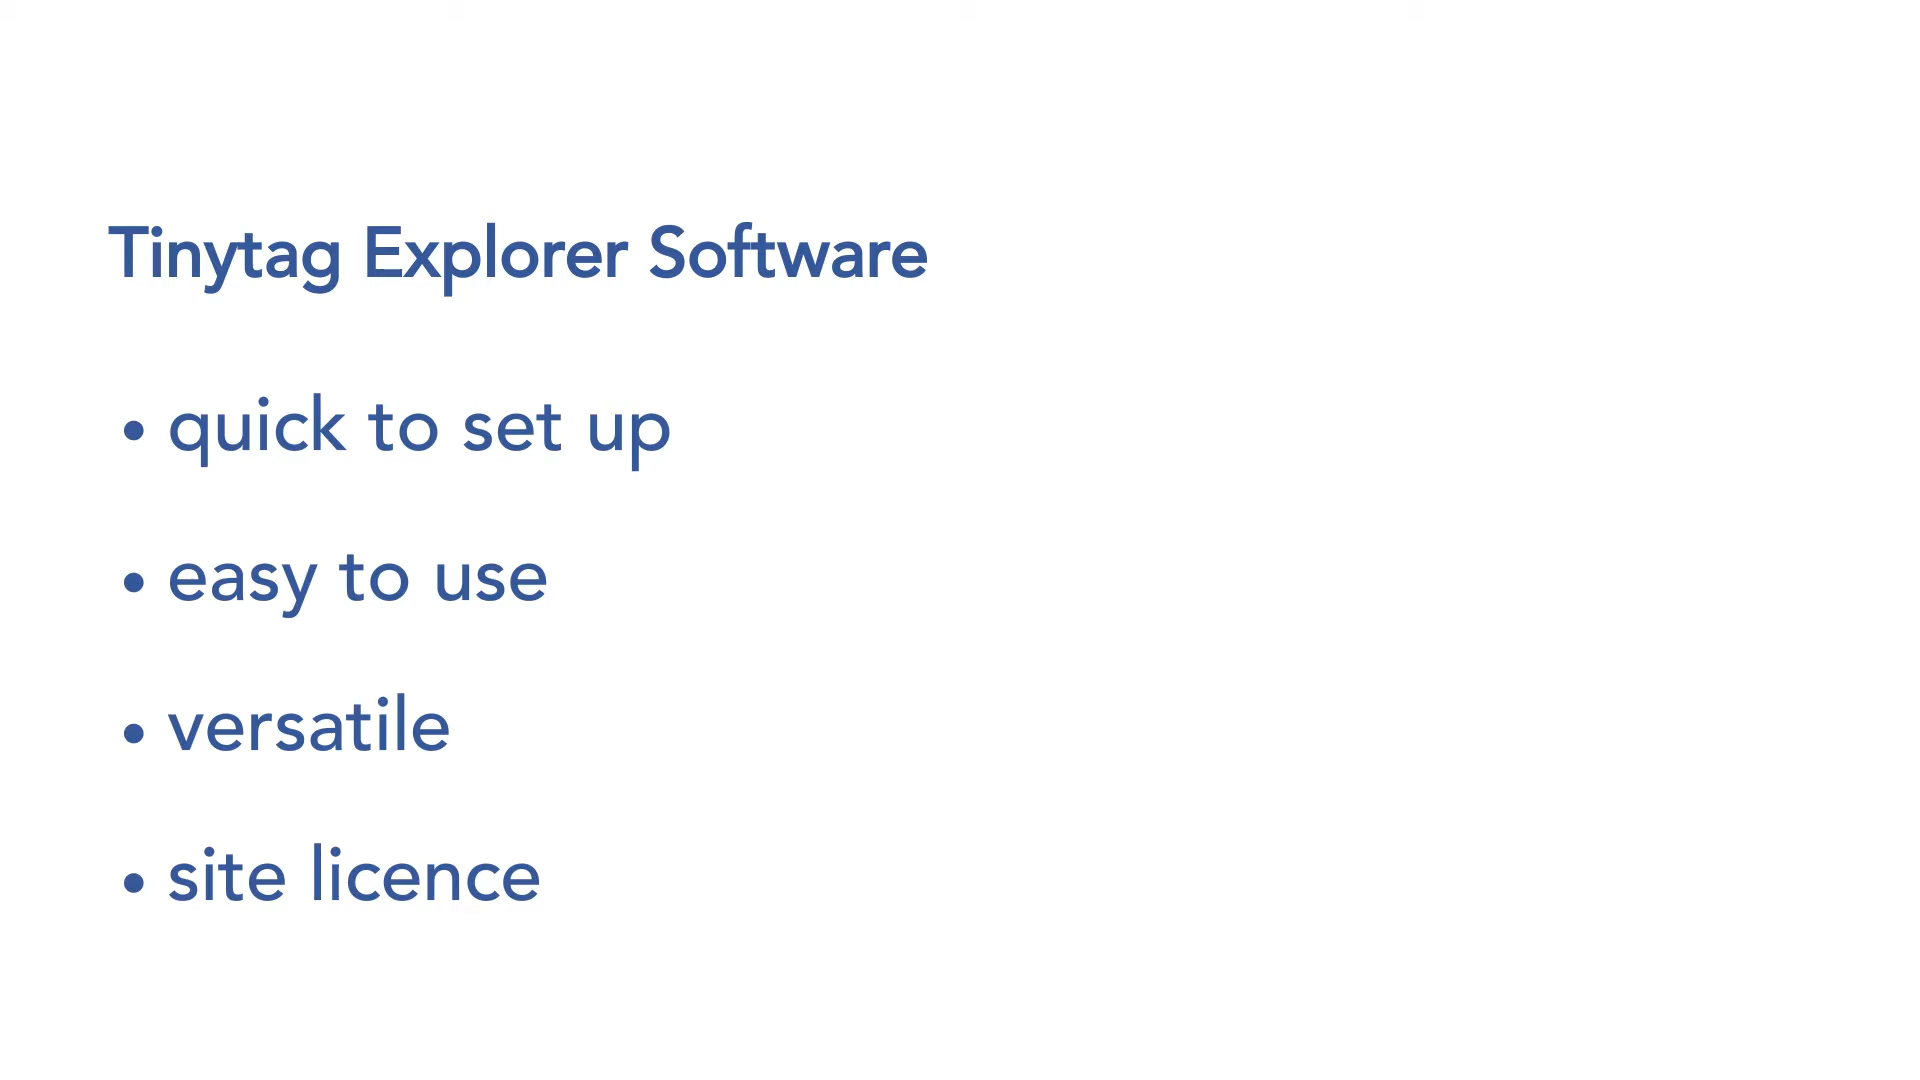 Tinytag Explorer Software
• quick to set up
• easy to use
• versatile
• site licence